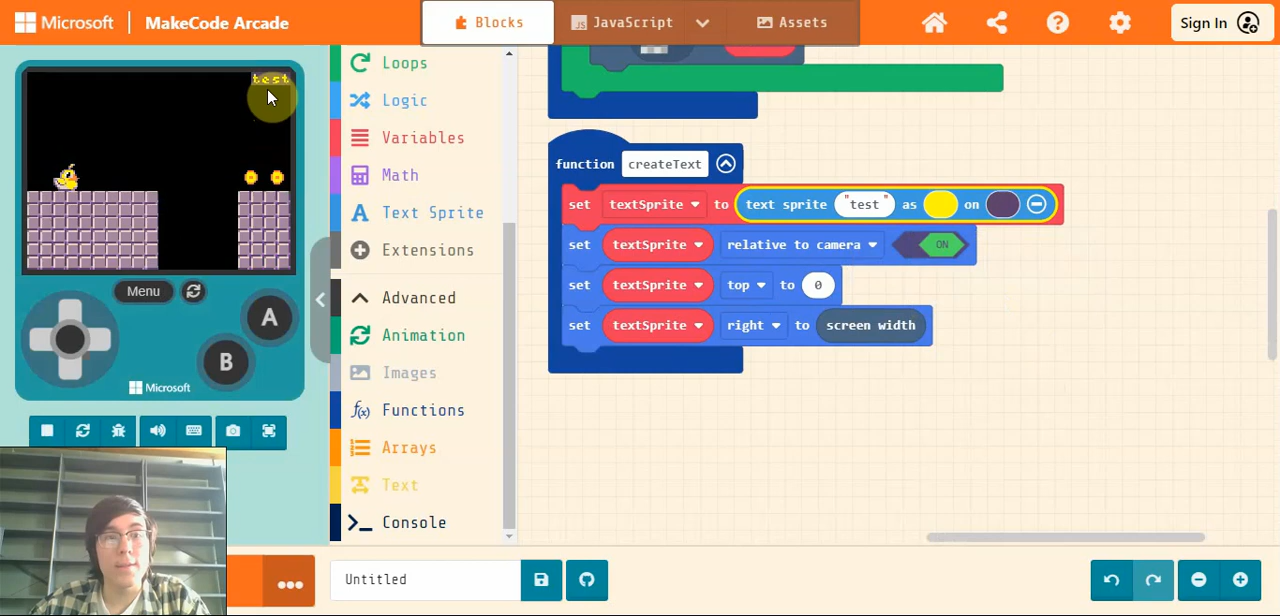 Microsoft
MakeCode Arcade
Blocks
JavaScript
Assets
Sign In
test
Menu
A
B
Microsoft
Loops
Logic
Variables
Math
Text Sprite
Extensions
Advanced
Animation
Images
Functions
Arrays
Text
Console
function createText
set textSprite to text sprite "test" as on
set textSprite relative to camera ON
set textSprite top to 0
set textSprite right to screen width
Untitled